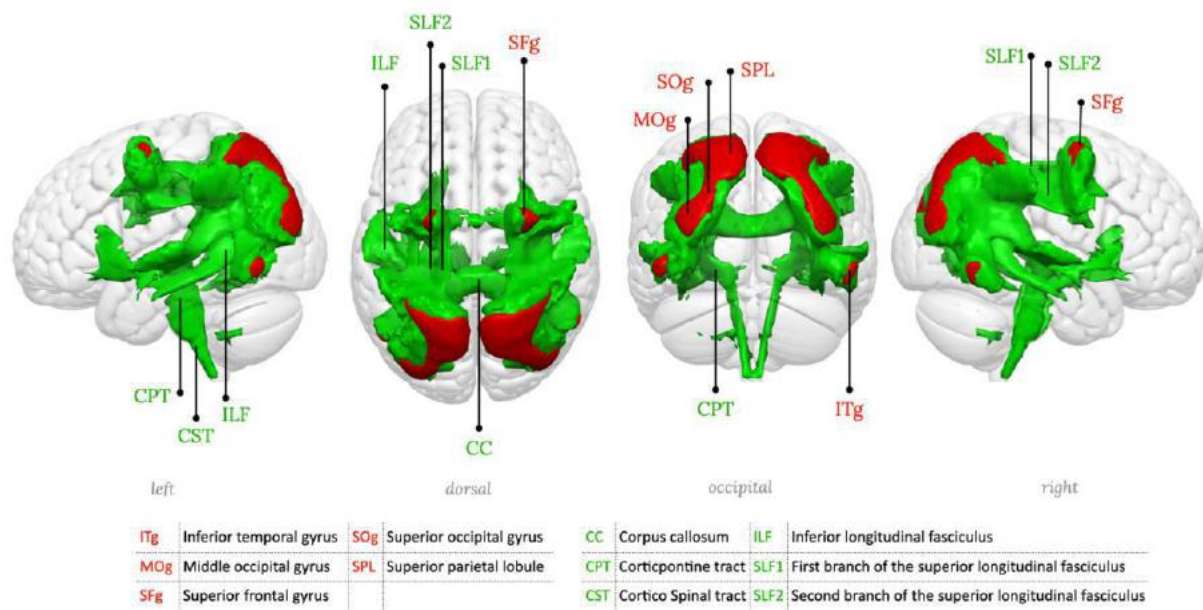 SLF2
SFg
ILF
SLF1
SPL
SOg
MOg
SLF1
SLF2
SFg
CPT
CST
ILF
CC
CPT
ITg
left
dorsal
occipital
right
ITg Inferior temporal gyrus SOg Superior occipital gyrus CC Corpus callosum ILF Inferior longitudinal fasciculus
MOg Middle occipital gyrus SPL Superior parietal lobule CPT Corticpontine tract SLF1 First branch of the superior longitudinal fasciculus
SFg Superior frontal gyrus CST Cortico Spinal tract SLF2 Second branch of the superior longitudinal fasciculus